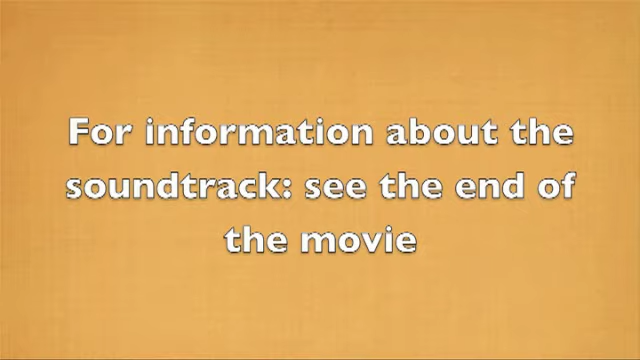 For information about the
soundtrack: see the end of
the movie